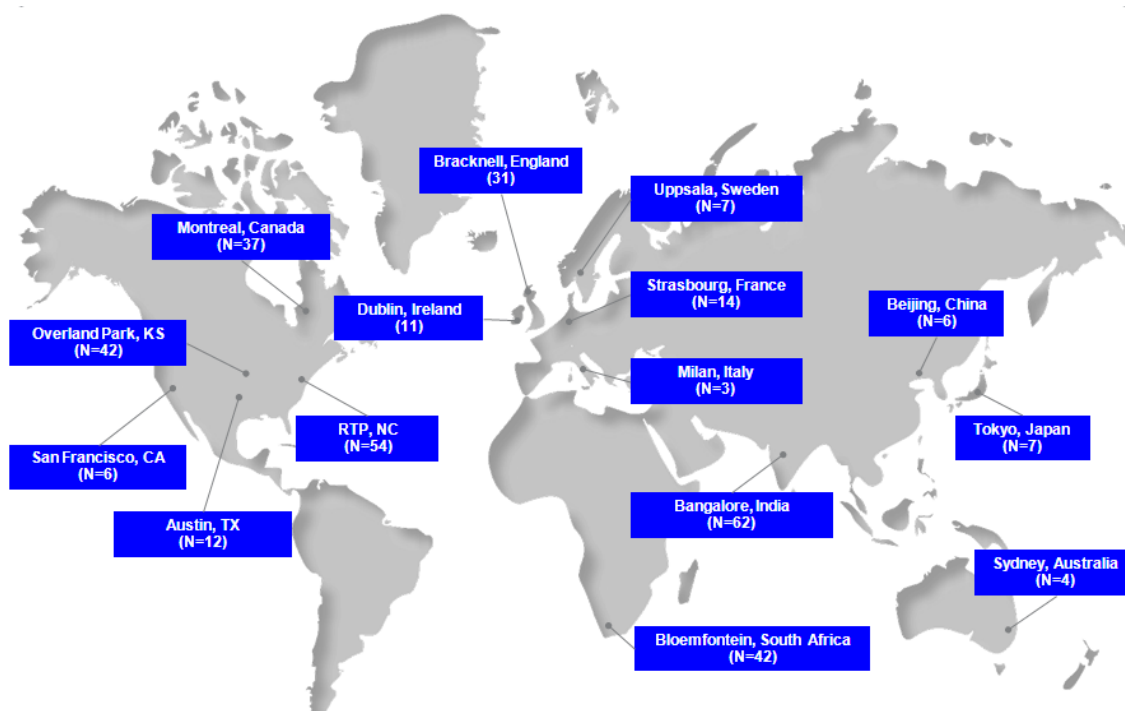 Bracknell, England
(31)
Uppsala, Sweden
(N=7)
Montreal, Canada
(N=37)
Strasbourg, France
(N=14)
Dublin, Ireland
(11)
Beijing, China
(N=6)
Overland Park, KS
(N=42)
Milan, Italy
(N=3)
RTP, NC
(N=54)
Tokyo, Japan
(N=7)
San Francisco, CA
(N=6)
Bangalore, India
(N=62)
Austin, TX
(N=12)
Sydney, Australia
(N=4)
Bloemfontein, South Africa
(N=42)